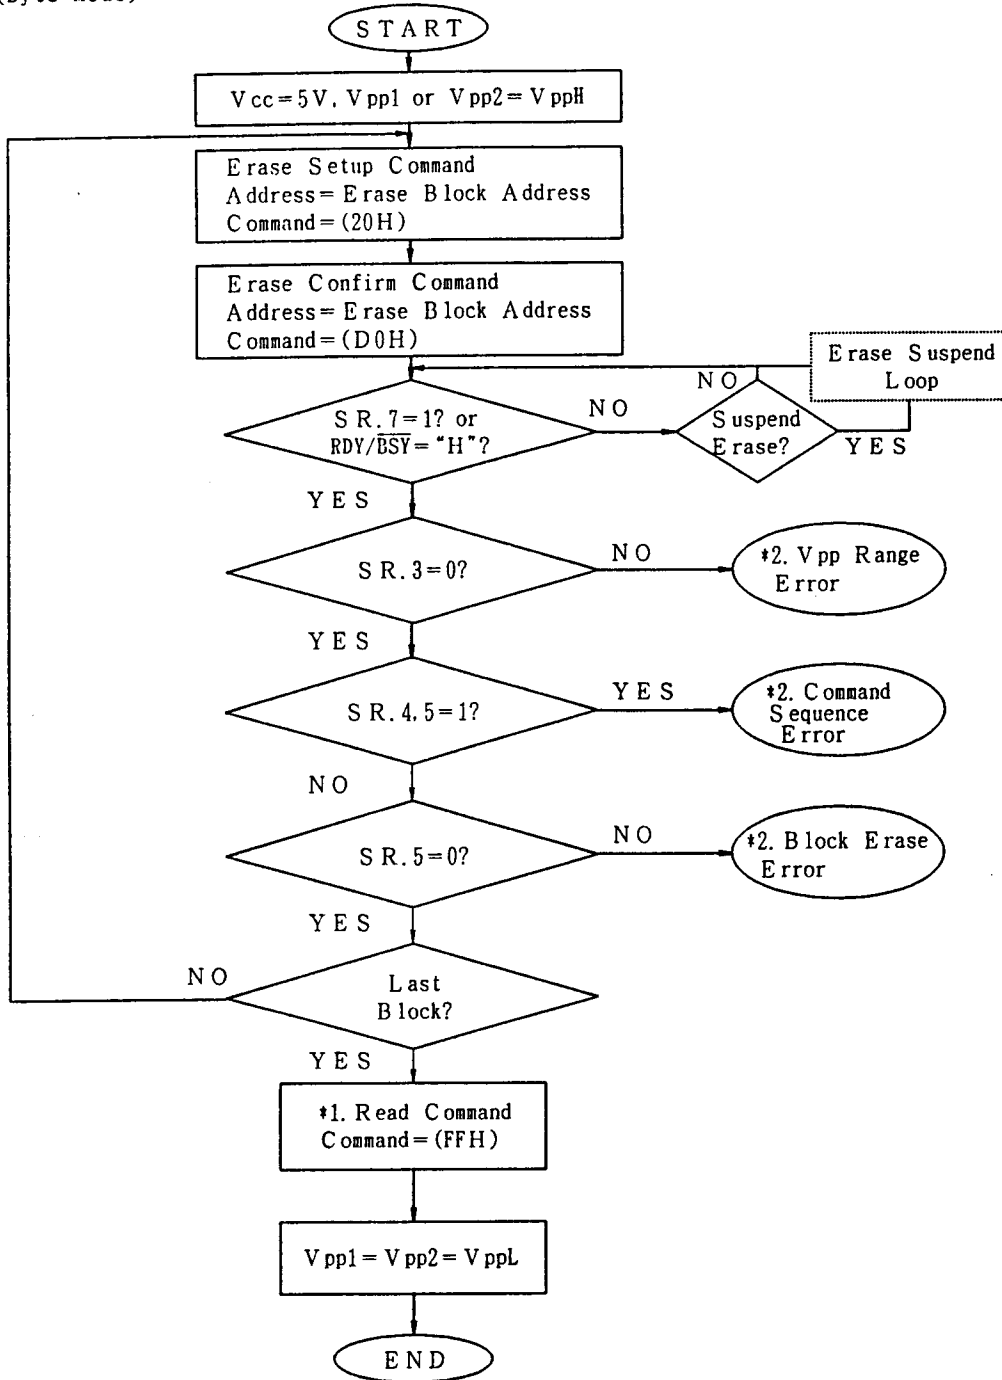 (Byte Mode)
START
Vcc=5V, Vpp1 or Vpp2=VppH
Erase Setup Command
Address=Erase Block Address
Command=(20H)
Erase Confirm Command
Address=Erase Block Address
Command=(D0H)
Erase Suspend
Loop
NO
SR.7=1? or
RDY/B̅S̅Y̅="H"?
NO
Suspend
Erase?
YES
YES
SR.3=0?
NO
*2. Vpp Range
Error
YES
SR.4,5=1?
YES
*2. Command
Sequence
Error
NO
SR.5=0?
NO
*2. Block Erase
Error
YES
NO
Last
Block?
YES
*1. Read Command
Command=(FFH)
Vpp1=Vpp2=VppL
END